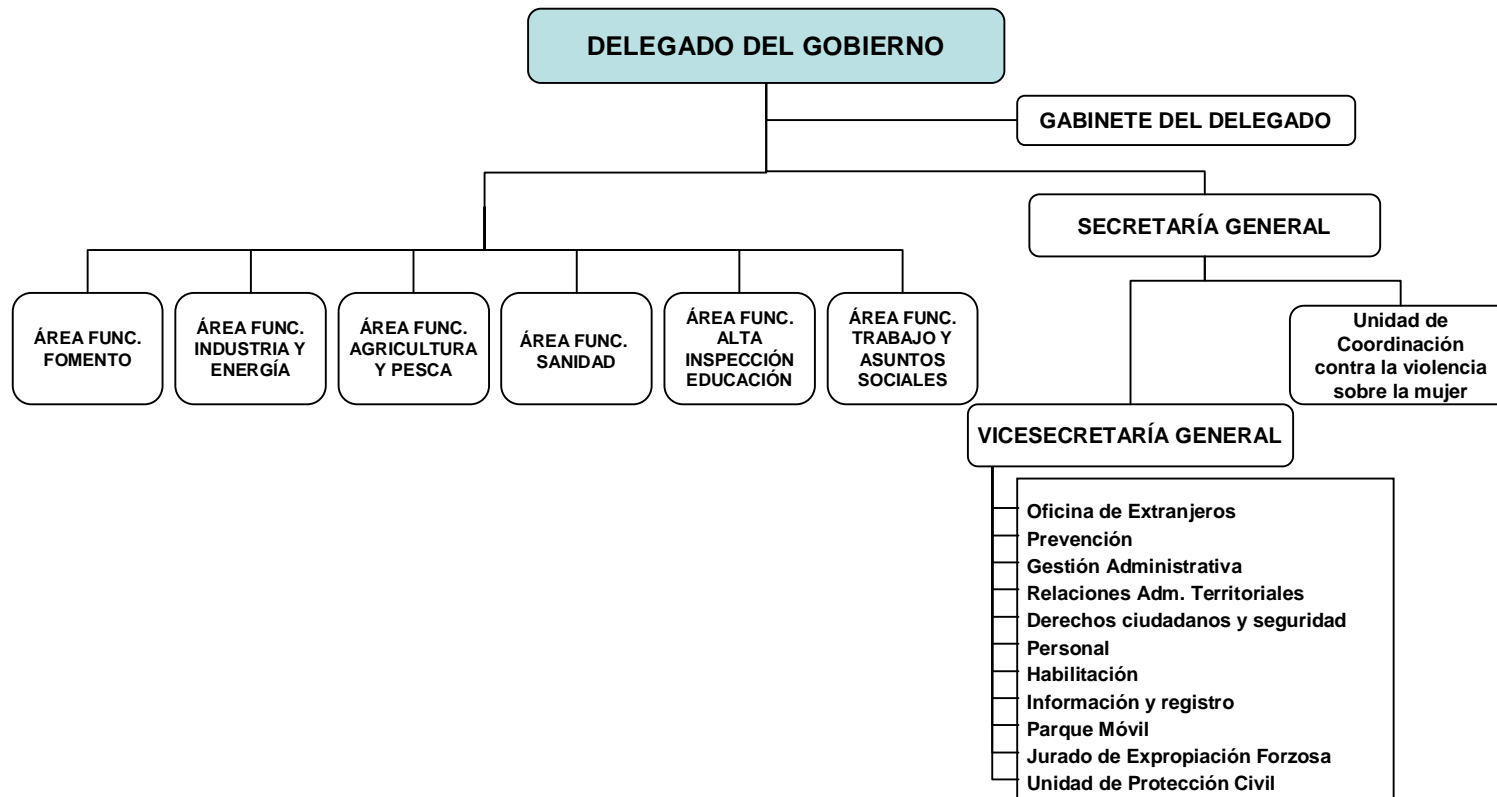 DELEGADO DEL GOBIERNO
GABINETE DEL DELEGADO
SECRETARÍA GENERAL
ÁREA FUNC.
FOMENTO
ÁREA FUNC.
INDUSTRIA Y
ENERGÍA
ÁREA FUNC.
AGRICULTURA
Y PESCA
ÁREA FUNC.
SANIDAD
ÁREA FUNC.
ALTA
INSPECCIÓN
EDUCACIÓN
ÁREA FUNC.
TRABAJO Y
ASUNTOS
SOCIALES
Unidad de
Coordinación
contra la violencia
sobre la mujer
VICESECRETARÍA GENERAL
Oficina de Extranjeros
Prevención
Gestión Administrativa
Relaciones Adm. Territoriales
Derechos ciudadanos y seguridad
Personal
Habilitación
Información y registro
Parque Móvil
Jurado de Expropiación Forzosa
Unidad de Protección Civil